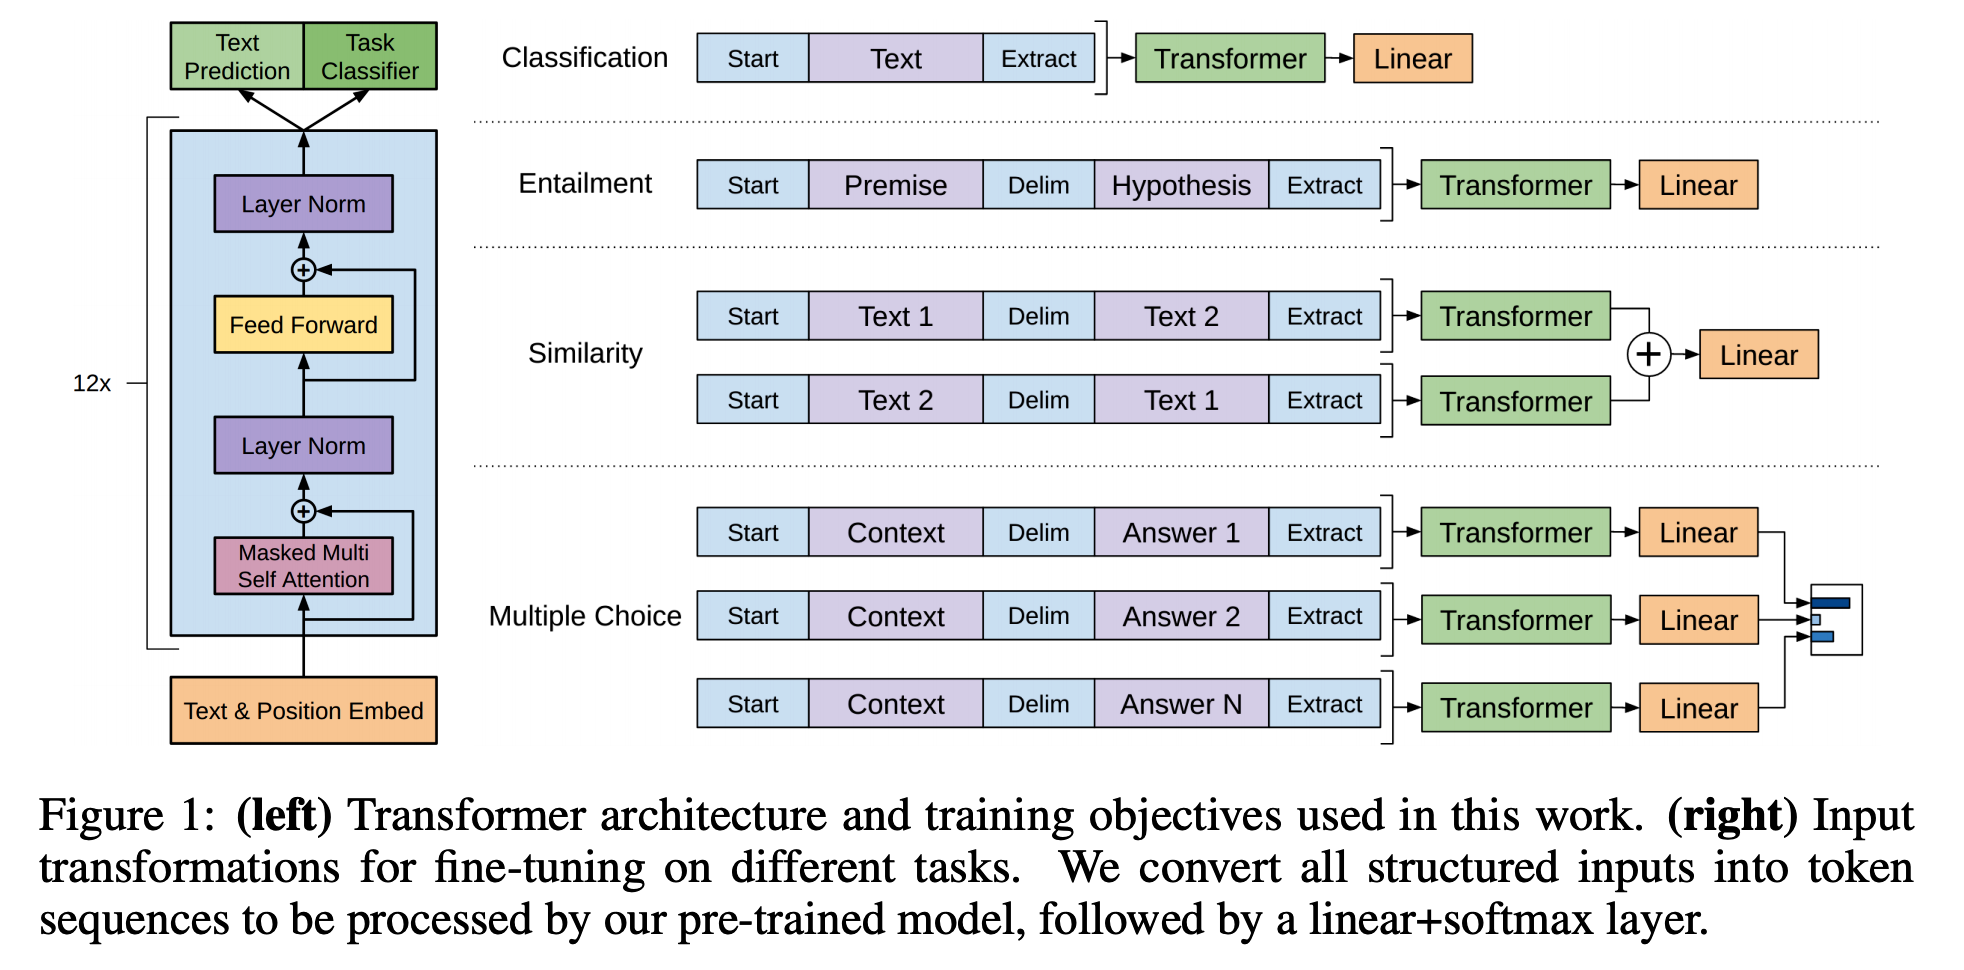 Text
Prediction
Task
Classifier
12x
Layer Norm
+
Feed Forward
Layer Norm
+
Masked Multi
Self Attention
Text & Position Embed
Classification Start Text Extract Transformer Linear
Entailment Start Premise Delim Hypothesis Extract Transformer Linear
Similarity
Start Text 1 Delim Text 2 Extract Transformer
+ Linear
Start Text 2 Delim Text 1 Extract Transformer
Multiple Choice
Start Context Delim Answer 1 Extract Transformer Linear
Start Context Delim Answer 2 Extract Transformer Linear
Start Context Delim Answer N Extract Transformer Linear
Figure 1: (left) Transformer architecture and training objectives used in this work. (right) Input
transformations for fine-tuning on different tasks. We convert all structured inputs into token
sequences to be processed by our pre-trained model, followed by a linear+softmax layer.